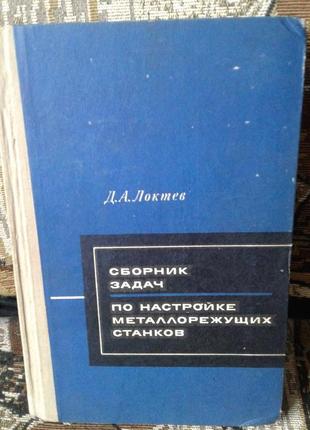 Д.А.Локтев
СБОРНИК
ЗАДАЧ
ПО НАСТРОЙКЕ
МЕТАЛЛОРЕЖУЩИХ
СТАНКОВ